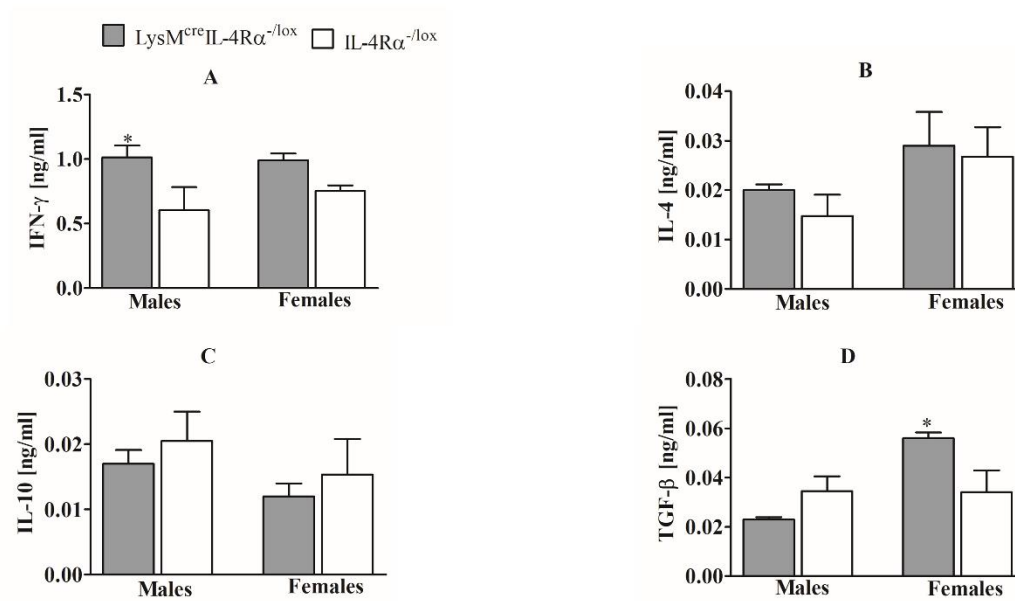 LysM^cre IL-4Rα^-/lox IL-4Rα^-/lox
A
IFN-γ [ng/ml]
1.5
1.0
0.5
0.0
*
Males Females
B
IL-4 [ng/ml]
0.04
0.03
0.02
0.01
0.00
Males Females
C
IL-10 [ng/ml]
0.03
0.02
0.01
0.00
Males Females
D
TGF-β [ng/ml]
0.08
0.06
0.04
0.02
0.00
*
Males Females